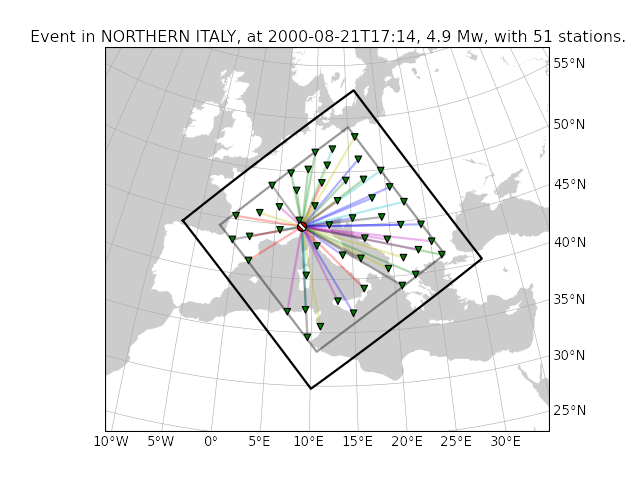 Event in NORTHERN ITALY, at 2000-08-21T17:14, 4.9 Mw, with 51 stations.
55°N
50°N
45°N
40°N
35°N
30°N
25°N
10°W 5°W 0° 5°E 10°E 15°E 20°E 25°E 30°E